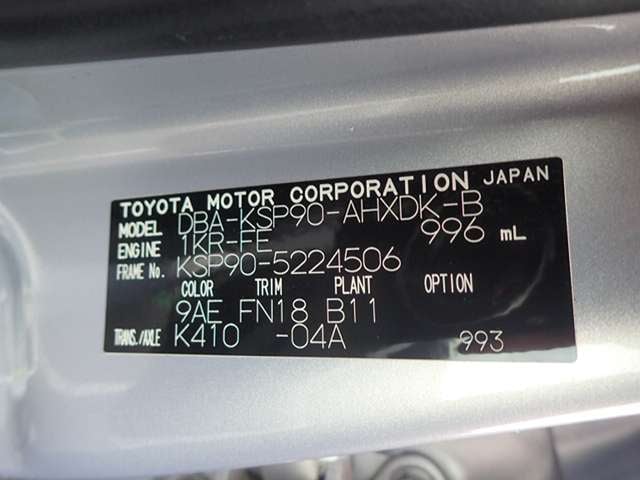 TOYOTA MOTOR CORPORATION JAPAN
MODEL DBA-KSP90-AHXDK-B
ENGINE 1KR-FE 996 mL
FRAME No. KSP90-5224506
COLOR TRIM PLANT OPTION
9AE FN18 B11
TRANS./AXLE K410 -04A 993